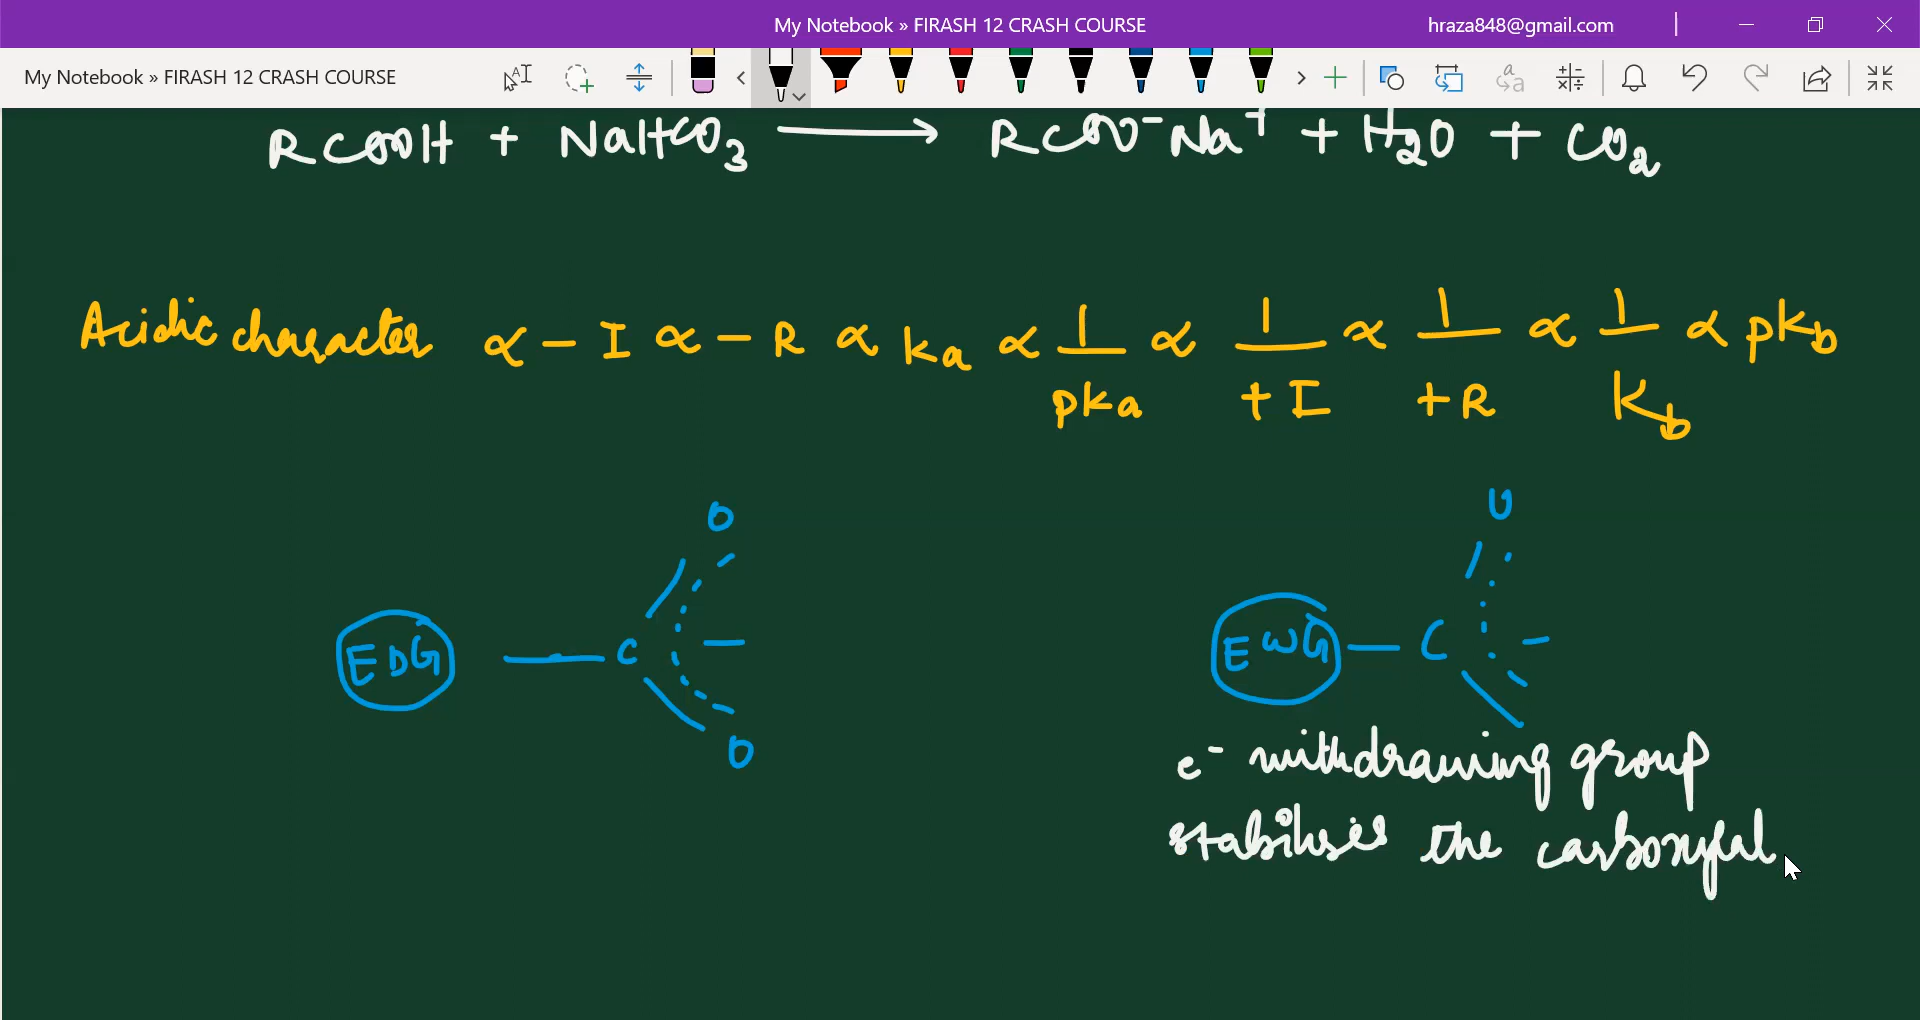 My Notebook » FIRASH 12 CRASH COURSE
hraza848@gmail.com
My Notebook » FIRASH 12 CRASH COURSE
RCOOH + NaHCO3 ⟶ RCOO⁻Na⁺ + H2O + CO2
Acidic character ∝ - I ∝ - R ∝ ka ∝ 1/pka ∝ 1/+I ∝ 1/+R ∝ 1/Kb ∝ pKb
O
EDG — C -
O
O
EWG — C -
e⁻ withdrawing group
stabilises the carboxylal